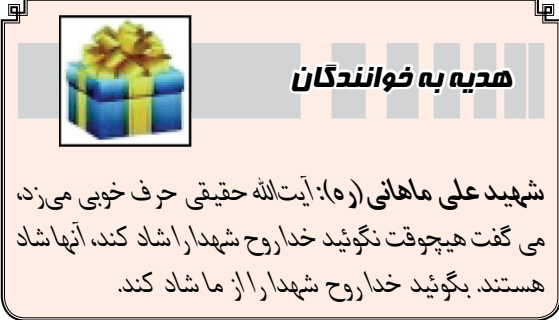 هدیه به خوانندگان
شهید علی ماهانی (ره): آیت‌الله حقیقی حرف خوبی می‌زد،
می گفت هیچوقت نگوئید خدا روح شهدا را شاد کند، آنها شاد
هستند. بگوئید خدا روح شهدا را از ما شاد کند.